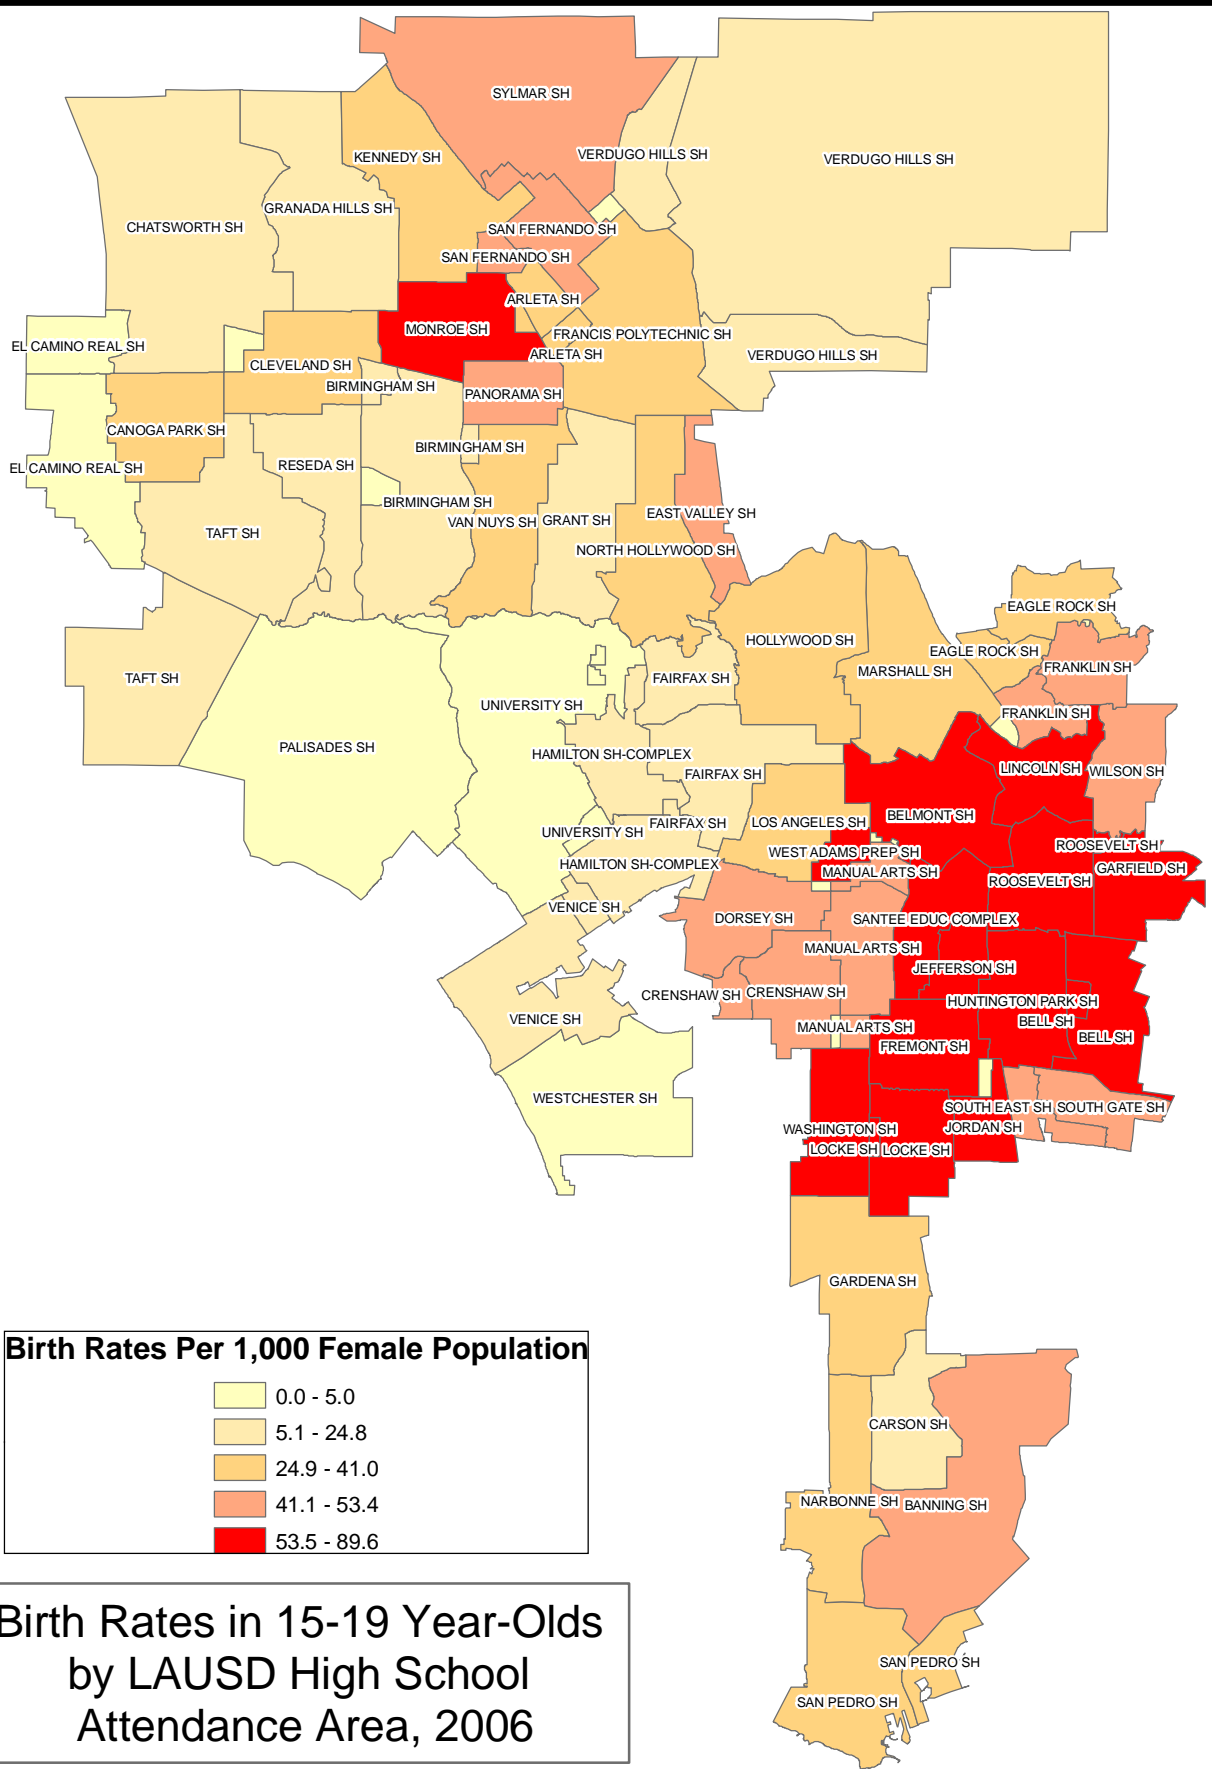 SYLMAR SH
VERDUGO HILLS SH
VERDUGO HILLS SH
KENNEDY SH
GRANADA HILLS SH
CHATSWORTH SH
SAN FERNANDO SH
SAN FERNANDO SH
ARLETA SH
MONROE SH
FRANCIS POLYTECHNIC SH
EL CAMINO REAL SH
ARLETA SH
VERDUGO HILLS SH
CLEVELAND SH
BIRMINGHAM SH
PANORAMA SH
CANOGA PARK SH
BIRMINGHAM SH
EL CAMINO REAL SH
RESEDA SH
BIRMINGHAM SH
EAST VALLEY SH
VAN NUYS SH
GRANT SH
TAFT SH
NORTH HOLLYWOOD SH
EAGLE ROCK SH
HOLLYWOOD SH
EAGLE ROCK SH
FRANKLIN SH
MARSHALL SH
TAFT SH
FAIRFAX SH
UNIVERSITY SH
FRANKLIN SH
PALISADES SH
HAMILTON SH-COMPLEX
LINCOLN SH
WILSON SH
FAIRFAX SH
BELMONT SH
LOS ANGELES SH
FAIRFAX SH
UNIVERSITY SH
ROOSEVELT SH
WEST ADAMS PREP SH
HAMILTON SH-COMPLEX
GARFIELD SH
MANUAL ARTS SH
ROOSEVELT SH
VENICE SH
DORSEY SH
SANTEE EDUC COMPLEX
MANUAL ARTS SH
JEFFERSON SH
CRENSHAW SH
CRENSHAW SH
HUNTINGTON PARK SH
VENICE SH
MANUAL ARTS SH
BELL SH
BELL SH
FREMONT SH
WESTCHESTER SH
SOUTH EAST SH
SOUTH GATE SH
WASHINGTON SH
JORDAN SH
LOCKE SH
LOCKE SH
GARDENA SH
CARSON SH
NARBONNE SH
BANNING SH
SAN PEDRO SH
SAN PEDRO SH
Birth Rates Per 1,000 Female Population
0.0 - 5.0
5.1 - 24.8
24.9 - 41.0
41.1 - 53.4
53.5 - 89.6
Birth Rates in 15-19 Year-Olds
by LAUSD High School
Attendance Area, 2006